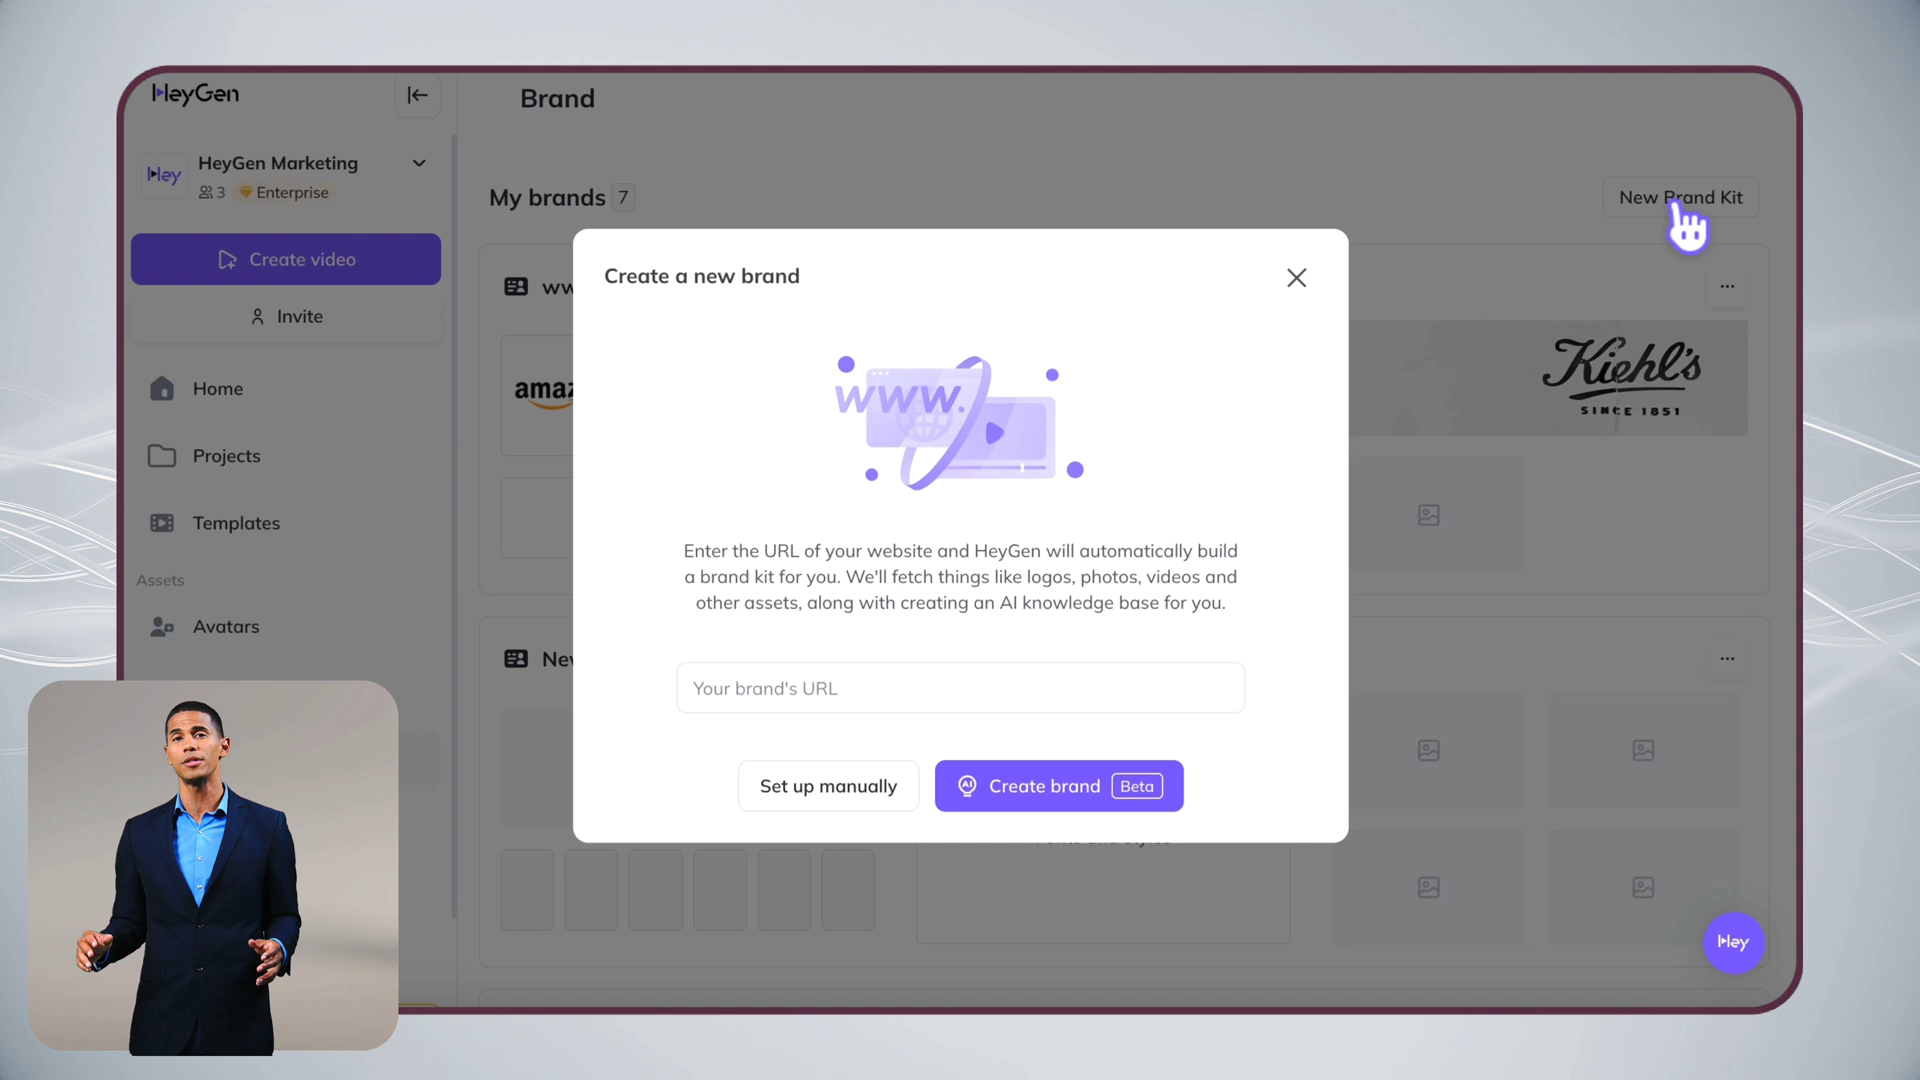 HeyGen
Brand
Hey
HeyGen Marketing
3
Enterprise
My brands 7
New Brand Kit
Create video
Invite
Create a new brand
Home
www.
Kiehl's
SINCE 1851
Projects
Templates
Enter the URL of your website and HeyGen will automatically build
a brand kit for you. We'll fetch things like logos, photos, videos and
other assets, along with creating an AI knowledge base for you.
Assets
Avatars
Your brand's URL
Set up manually
AI Create brand Beta
Hey